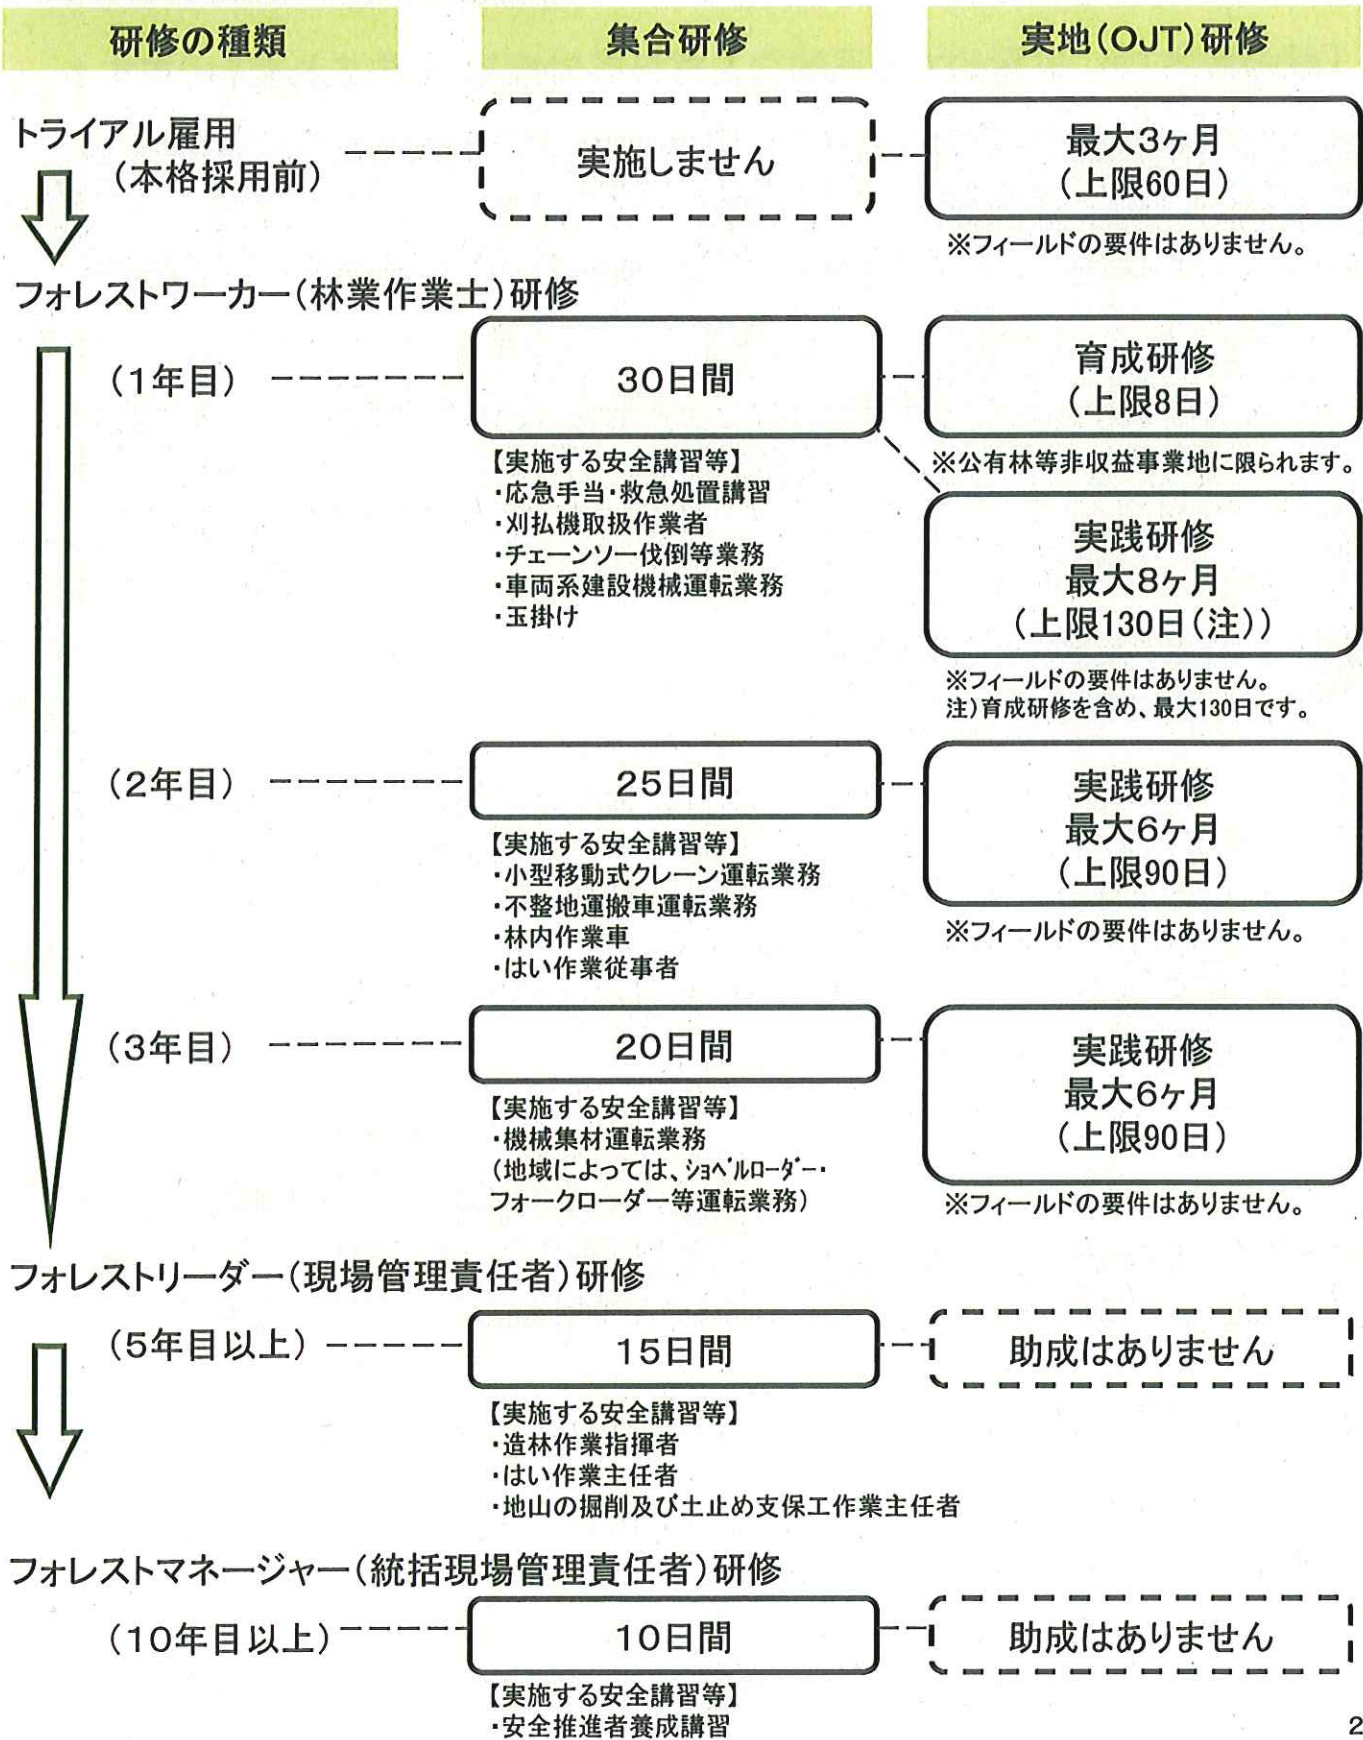 研修の種類
集合研修
実地(OJT)研修
トライアル雇用
(本格採用前)
実施しません
最大3ヶ月
(上限60日)
※フィールドの要件はありません。
フォレストワーカー(林業作業士)研修
(1年目)
30日間
育成研修
(上限8日)
※公有林等非収益事業地に限られます。
【実施する安全講習等】
・応急手当・救急処置講習
・刈払機取扱作業者
・チェーンソー伐倒等業務
・車両系建設機械運転業務
・玉掛け
実践研修
最大8ヶ月
(上限130日(注))
※フィールドの要件はありません。
注)育成研修を含め、最大130日です。
(2年目)
25日間
【実施する安全講習等】
・小型移動式クレーン運転業務
・不整地運搬車運転業務
・林内作業車
・はい作業従事者
実践研修
最大6ヶ月
(上限90日)
※フィールドの要件はありません。
(3年目)
20日間
【実施する安全講習等】
・機械集材運転業務
(地域によっては、ショベルローダー・
フォークローダー等運転業務)
実践研修
最大6ヶ月
(上限90日)
※フィールドの要件はありません。
フォレストリーダー(現場管理責任者)研修
(5年目以上)
15日間
助成はありません
【実施する安全講習等】
・造林作業指揮者
・はい作業主任者
・地山の掘削及び土止め支保工作業主任者
フォレストマネージャー(統括現場管理責任者)研修
(10年目以上)
10日間
助成はありません
【実施する安全講習等】
・安全推進者養成講習
2